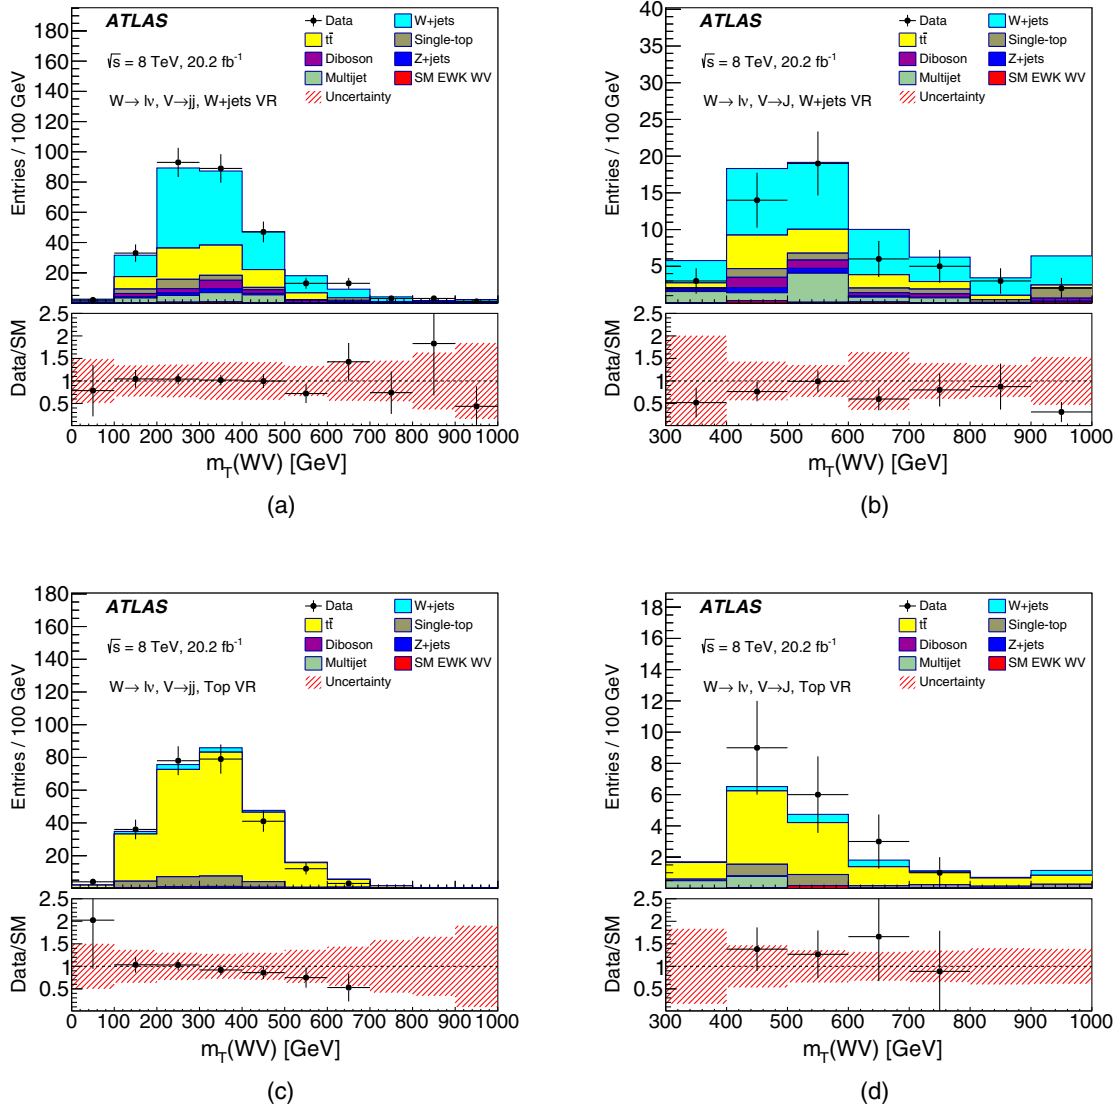 ATLAS
√s = 8 TeV, 20.2 fb⁻¹
W→ lν, V→jj, W+jets VR
Data
W+jets
tt̄
Single-top
Diboson
Z+jets
Multijet
SM EWK WV
Uncertainty
Entries / 100 GeV
180
160
140
120
100
80
60
40
20
Data/SM
2.5
2
1.5
1
0.5
0 100 200 300 400 500 600 700 800 900 1000
m_T(WV) [GeV]
(a)
ATLAS
√s = 8 TeV, 20.2 fb⁻¹
W→ lν, V→J, W+jets VR
Data
W+jets
tt̄
Single-top
Diboson
Z+jets
Multijet
SM EWK WV
Uncertainty
Entries / 100 GeV
40
35
30
25
20
15
10
5
Data/SM
2.5
2
1.5
1
0.5
300 400 500 600 700 800 900 1000
m_T(WV) [GeV]
(b)
ATLAS
√s = 8 TeV, 20.2 fb⁻¹
W→ lν, V→jj, Top VR
Data
W+jets
tt̄
Single-top
Diboson
Z+jets
Multijet
SM EWK WV
Uncertainty
Entries / 100 GeV
180
160
140
120
100
80
60
40
20
Data/SM
2.5
2
1.5
1
0.5
0 100 200 300 400 500 600 700 800 900 1000
m_T(WV) [GeV]
(c)
ATLAS
√s = 8 TeV, 20.2 fb⁻¹
W→ lν, V→J, Top VR
Data
W+jets
tt̄
Single-top
Diboson
Z+jets
Multijet
SM EWK WV
Uncertainty
Entries / 100 GeV
18
16
14
12
10
8
6
4
2
Data/SM
2.5
2
1.5
1
0.5
300 400 500 600 700 800 900 1000
m_T(WV) [GeV]
(d)